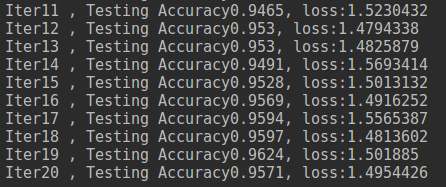 Iter11 , Testing Accuracy0.9465, loss:1.5230432
Iter12 , Testing Accuracy0.953, loss:1.4794338
Iter13 , Testing Accuracy0.953, loss:1.4825879
Iter14 , Testing Accuracy0.9491, loss:1.5693414
Iter15 , Testing Accuracy0.9528, loss:1.5013132
Iter16 , Testing Accuracy0.9569, loss:1.4916252
Iter17 , Testing Accuracy0.9594, loss:1.5565387
Iter18 , Testing Accuracy0.9597, loss:1.4813602
Iter19 , Testing Accuracy0.9624, loss:1.501885
Iter20 , Testing Accuracy0.9571, loss:1.4954426